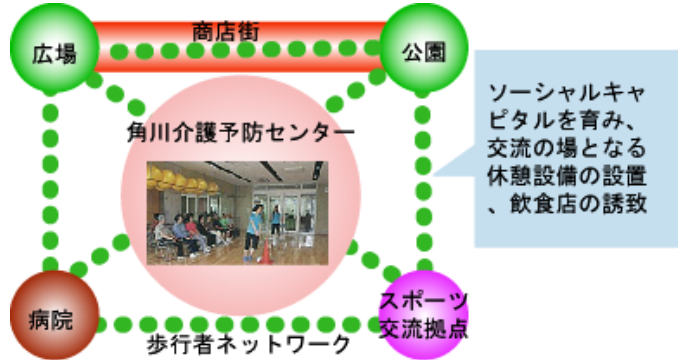 商店街
広場
公園
角川介護予防センター
ソーシャルキャ
ピタルを育み、
交流の場となる
休憩設備の設置
、飲食店の誘致
病院
スポーツ
交流拠点
歩行者ネットワーク